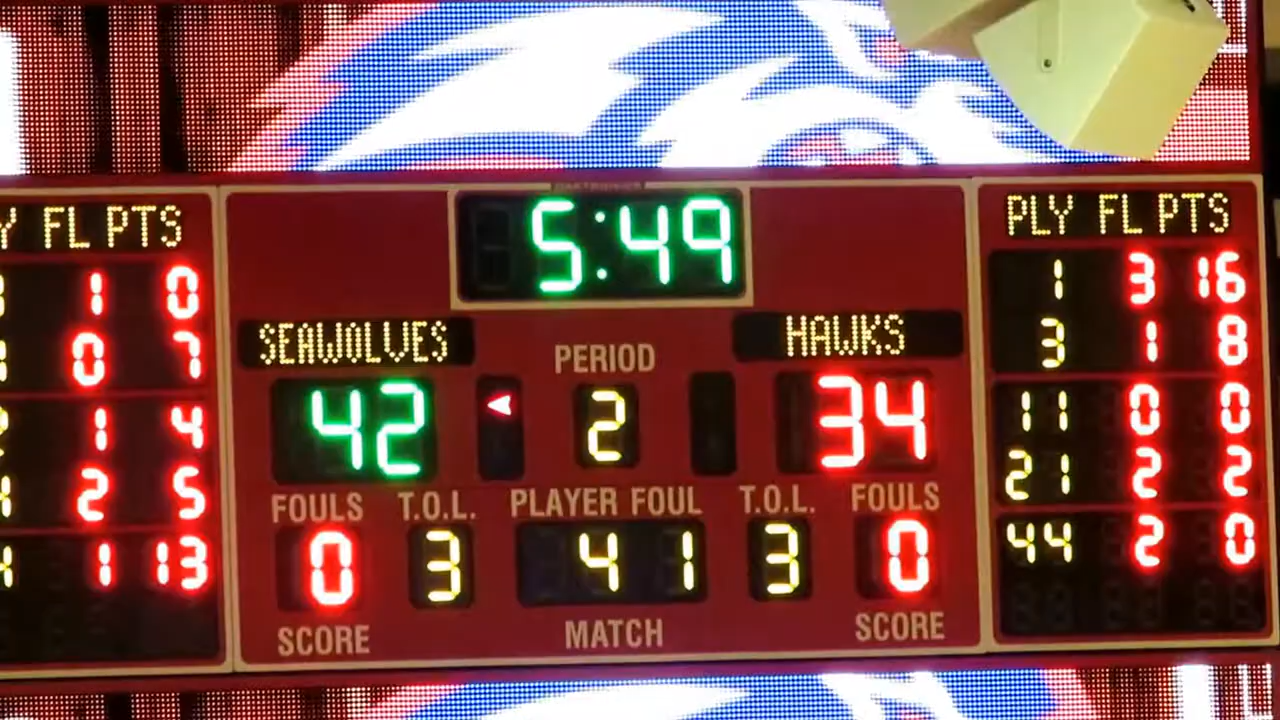 FL PTS
1 0
0 7
1 4
2 5
1 13
5:49
SEAWOLVES
HAWKS
PERIOD
42
2
34
FOULS T.O.L. PLAYER FOUL T.O.L. FOULS
0 3 4 1 3 0
SCORE MATCH SCORE
PLY FL PTS
1 3 16
3 1 8
11 0 0
21 2 2
44 2 0